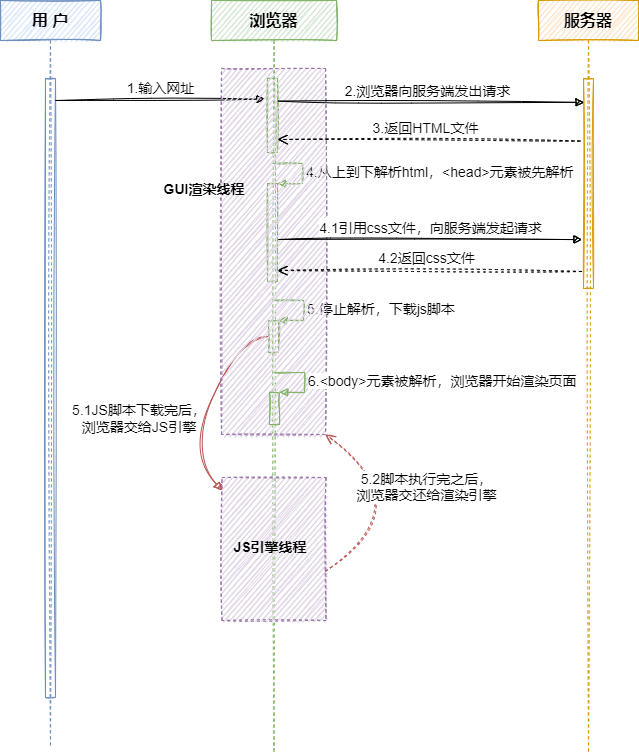 用 户
浏览器
服务器
1.输入网址
2.浏览器向服务端发出请求
3.返回HTML文件
4.从上到下解析html，<head>元素被先解析
GUI渲染线程
4.1引用css文件，向服务端发起请求
4.2返回css文件
5.停止解析，下载js脚本
6.<body>元素被解析，浏览器开始渲染页面
5.1JS脚本下载完后，
浏览器交给JS引擎
5.2脚本执行完之后，
浏览器交还给渲染引擎
JS引擎线程